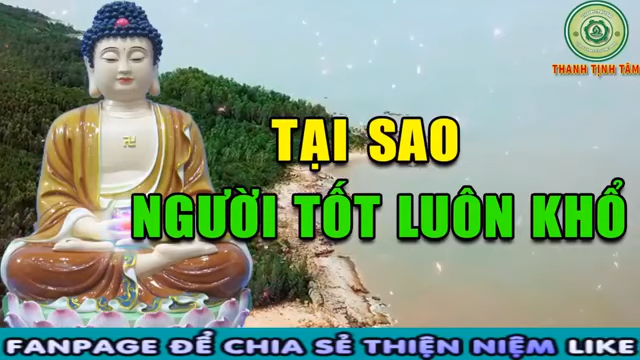 THANH TỊNH TÂM
TẠI SAO
NGƯỜI TỐT LUÔN KHỔ
FANPAGE ĐỂ CHIA SẺ THIỆN NIỆM LIKE